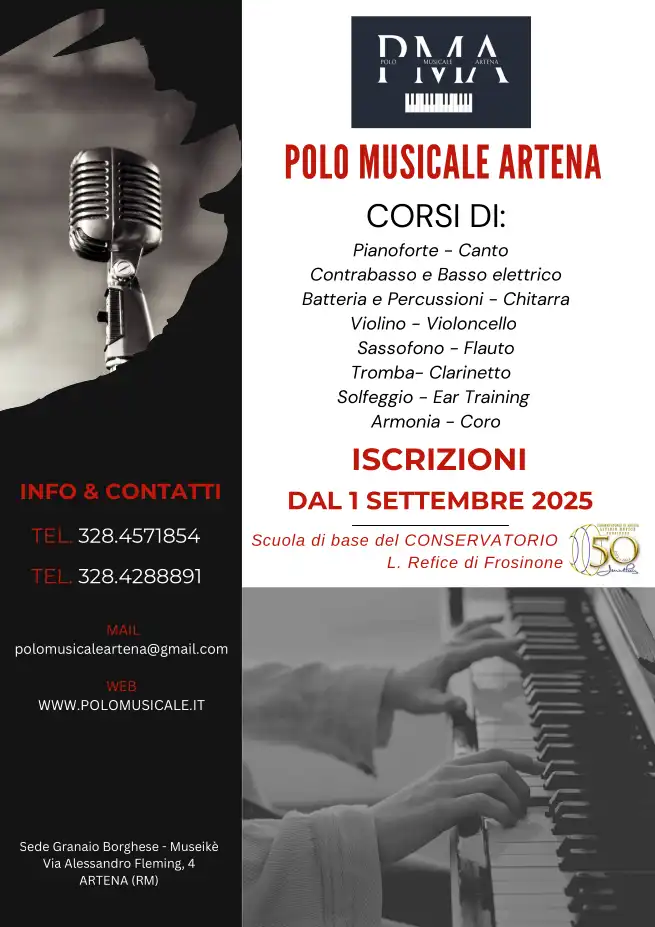 PMA
POLO MUSICALE ARTENA
POLO MUSICALE ARTENA
CORSI DI:
Pianoforte - Canto
Contrabasso e Basso elettrico
Batteria e Percussioni - Chitarra
Violino - Violoncello
Sassofono - Flauto
Tromba- Clarinetto
Solfeggio - Ear Training
Armonia - Coro
ISCRIZIONI
DAL 1 SETTEMBRE 2025
Scuola di base del CONSERVATORIO
L. Refice di Frosinone
50
INFO & CONTATTI
TEL. 328.4571854
TEL. 328.4288891
MAIL
polomusicaleartena@gmail.com
WEB
WWW.POLOMUSICALE.IT
Sede Granaio Borghese - Museikè
Via Alessandro Fleming, 4
ARTENA (RM)